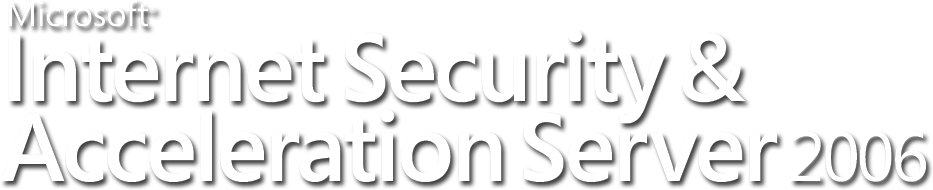 Microsoft®
Internet Security &
Acceleration Server 2006